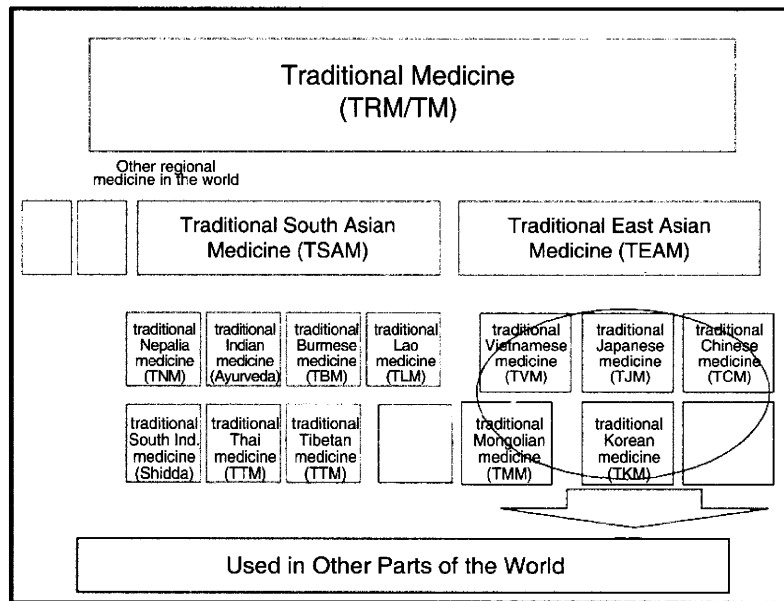 Traditional Medicine
(TRM/TM)
Other regional
medicine in the world
Traditional South Asian
Medicine (TSAM)
Traditional East Asian
Medicine (TEAM)
traditional
Nepalia
medicine
(TNM)
traditional
Indian
medicine
(Ayurveda)
traditional
Burmese
medicine
(TBM)
traditional
Lao
medicine
(TLM)
traditional
Vietnamese
medicine
(TVM)
traditional
Japanese
medicine
(TJM)
traditional
Chinese
medicine
(TCM)
traditional
South Ind.
medicine
(Shidda)
traditional
Thai
medicine
(TTM)
traditional
Tibetan
medicine
(TTM)
traditional
Mongolian
medicine
(TMM)
traditional
Korean
medicine
(TKM)
Used in Other Parts of the World